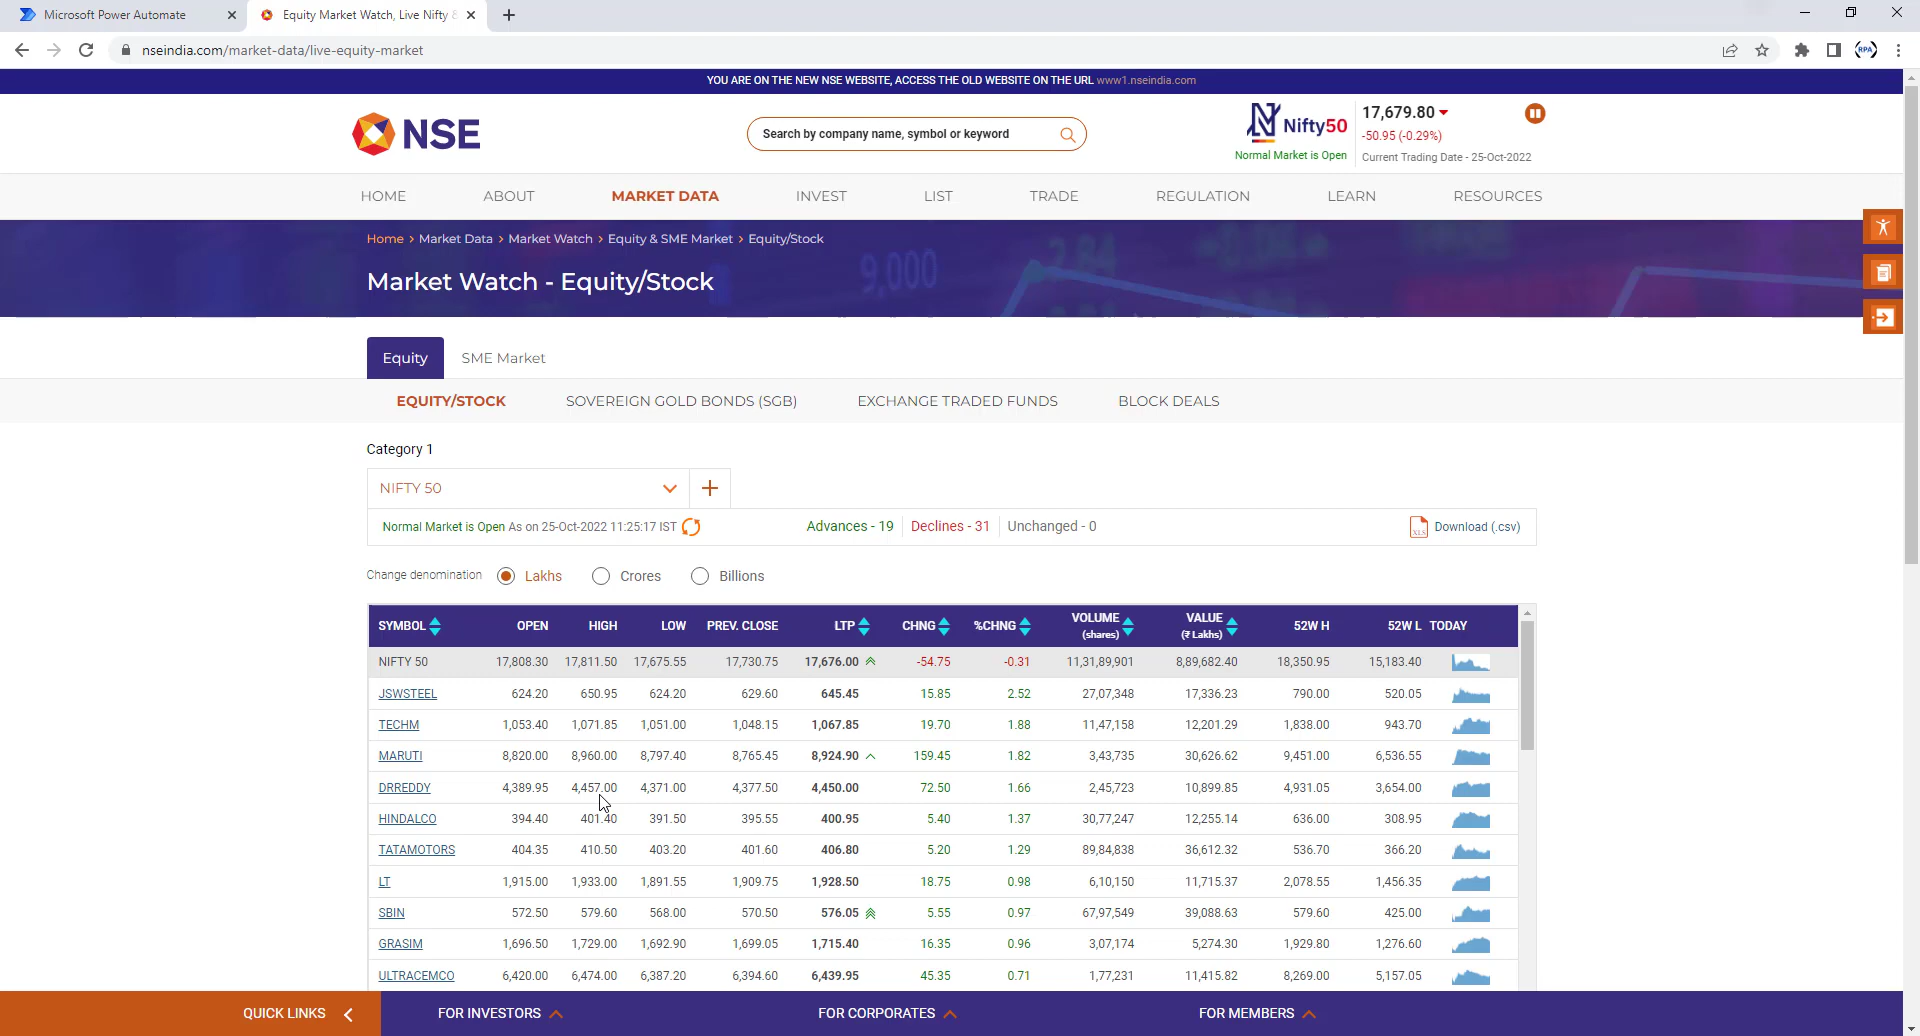 Microsoft Power Automate
Equity Market Watch, Live Nifty
nseindia.com/market-data/live-equity-market
RPA
YOU ARE ON THE NEW NSE WEBSITE, ACCESS THE OLD WEBSITE ON THE URL www1.nseindia.com
NSE
Search by company name, symbol or keyword
Nifty50
17,679.80
-50.95 (-0.29%)
Normal Market is Open
Current Trading Date - 25-Oct-2022
HOME ABOUT MARKET DATA INVEST LIST TRADE REGULATION LEARN RESOURCES
Home > Market Data > Market Watch > Equity & SME Market > Equity/Stock
9,000
2.84
Market Watch - Equity/Stock
Equity SME Market
EQUITY/STOCK SOVEREIGN GOLD BONDS (SGB) EXCHANGE TRADED FUNDS BLOCK DEALS
Category 1
NIFTY 50
Normal Market is Open As on 25-Oct-2022 11:25:17 IST Advances - 19 Declines - 31 Unchanged - 0 XLS Download (.csv)
Change denomination Lakhs Crores Billions
SYMBOL OPEN HIGH LOW PREV. CLOSE LTP CHNG %CHNG VOLUME (shares) VALUE (₹ Lakhs) 52W H 52W L TODAY
NIFTY 50 17,808.30 17,811.50 17,675.55 17,730.75 17,676.00 -54.75 -0.31 11,31,89,901 8,89,682.40 18,350.95 15,183.40
JSWSTEEL 624.20 650.95 624.20 629.60 645.45 15.85 2.52 27,07,348 17,336.23 790.00 520.05
TECHM 1,053.40 1,071.85 1,051.00 1,048.15 1,067.85 19.70 1.88 11,47,158 12,201.29 1,838.00 943.70
MARUTI 8,820.00 8,960.00 8,797.40 8,765.45 8,924.90 159.45 1.82 3,43,735 30,626.62 9,451.00 6,536.55
DRREDDY 4,389.95 4,457.00 4,371.00 4,377.50 4,450.00 72.50 1.66 2,45,723 10,899.85 4,931.05 3,654.00
HINDALCO 394.40 401.40 391.50 395.55 400.95 5.40 1.37 30,77,247 12,255.14 636.00 308.95
TATAMOTORS 404.35 410.50 403.20 401.60 406.80 5.20 1.29 89,84,838 36,612.32 536.70 366.20
LT 1,915.00 1,933.00 1,891.55 1,909.75 1,928.50 18.75 0.98 6,10,150 11,715.37 2,078.55 1,456.35
SBIN 572.50 579.60 568.00 570.50 576.05 5.55 0.97 67,97,549 39,088.63 579.60 425.00
GRASIM 1,696.50 1,729.00 1,692.90 1,699.05 1,715.40 16.35 0.96 3,07,174 5,274.30 1,929.80 1,276.60
ULTRACEMCO 6,420.00 6,474.00 6,387.20 6,394.60 6,439.95 45.35 0.71 1,77,231 11,415.82 8,269.00 5,157.05
QUICK LINKS FOR INVESTORS FOR CORPORATES FOR MEMBERS